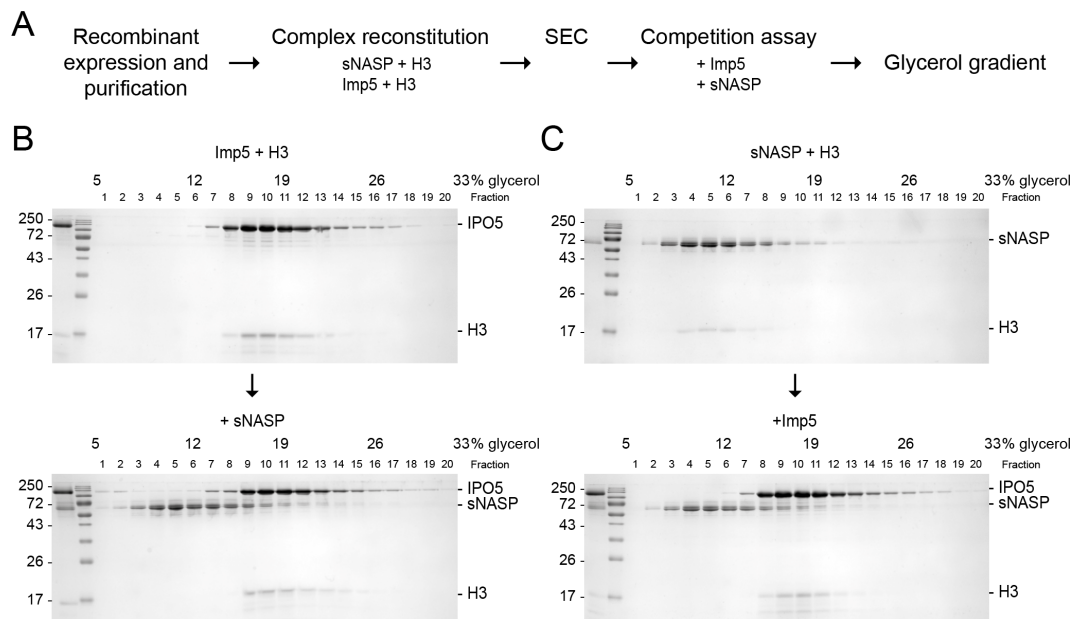 A
Recombinant
expression and
purification
Complex reconstitution
sNASP + H3
Imp5 + H3
SEC
Competition assay
+ Imp5
+ sNASP
Glycerol gradient
B
Imp5 + H3
5 12 19 26 33% glycerol
1 2 3 4 5 6 7 8 9 10 11 12 13 14 15 16 17 18 19 20 Fraction
250
72
43
26
17
IPO5
H3
+ sNASP
5 12 19 26 33% glycerol
1 2 3 4 5 6 7 8 9 10 11 12 13 14 15 16 17 18 19 20 Fraction
250
72
43
26
17
IPO5
sNASP
H3
C
sNASP + H3
5 12 19 26 33% glycerol
1 2 3 4 5 6 7 8 9 10 11 12 13 14 15 16 17 18 19 20 Fraction
250
72
43
26
17
sNASP
H3
+Imp5
5 12 19 26 33% glycerol
1 2 3 4 5 6 7 8 9 10 11 12 13 14 15 16 17 18 19 20 Fraction
250
72
43
26
17
IPO5
sNASP
H3